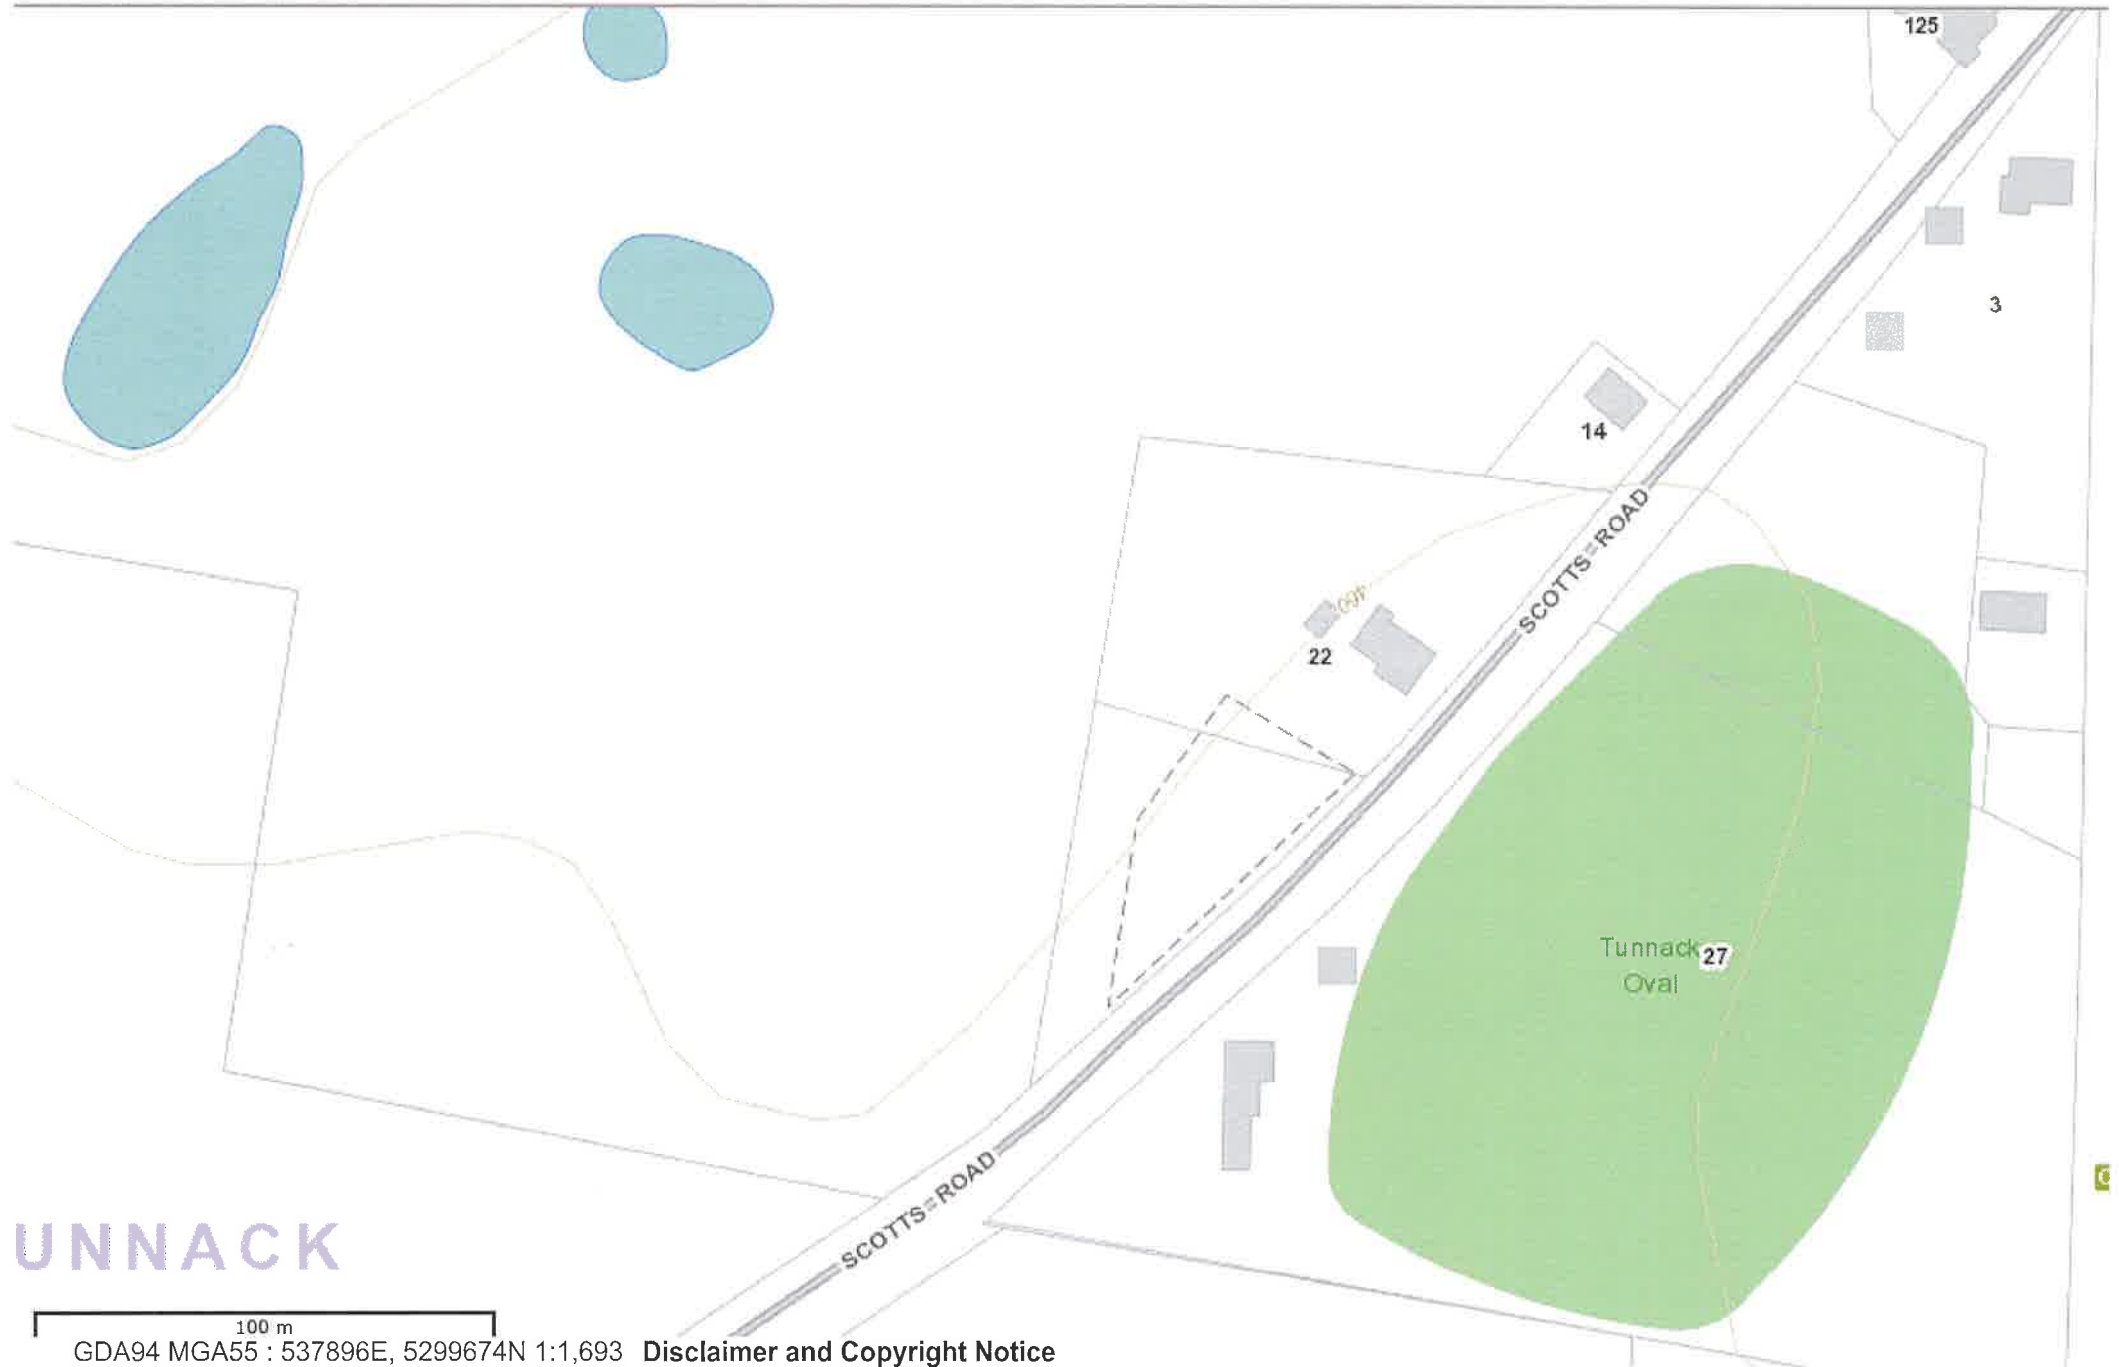 125
3
14
SCOTTS ROAD
460
22
Tunnack
27
Oval
SCOTTS ROAD
UNNACK
100 m
GDA94 MGA55 : 537896E, 5299674N 1:1,693 Disclaimer and Copyright Notice